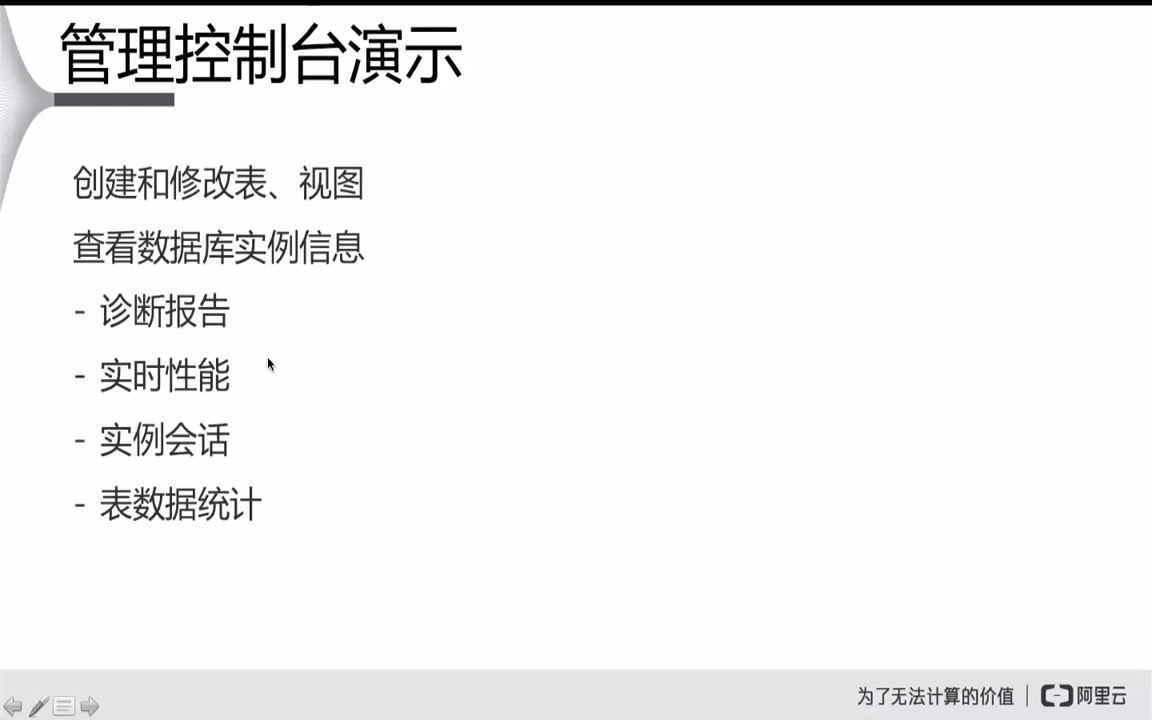 管理控制台演示
创建和修改表、视图
查看数据库实例信息
- 诊断报告
- 实时性能
- 实例会话
- 表数据统计
为了无法计算的价值 | 阿里云